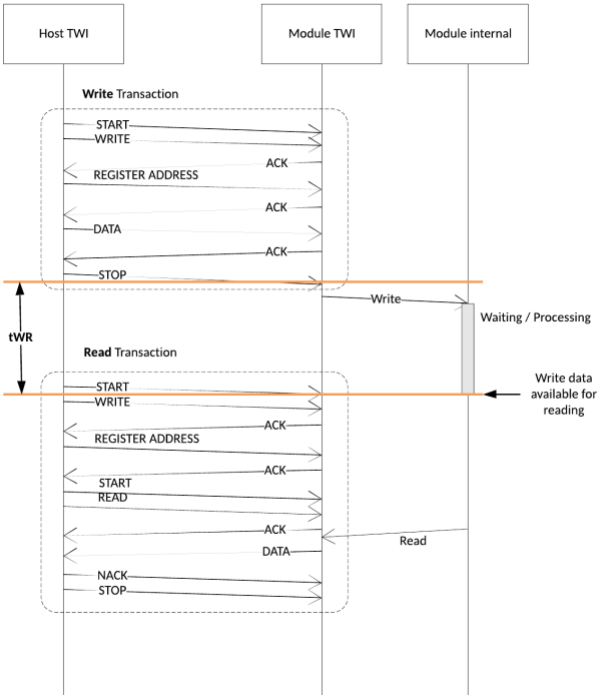 Host TWI
Module TWI
Module internal
Write Transaction
START
WRITE
ACK
REGISTER ADDRESS
ACK
DATA
ACK
STOP
Write
Waiting / Processing
tWR
Read Transaction
START
Write data
available for
reading
WRITE
ACK
REGISTER ADDRESS
ACK
START
READ
ACK
Read
DATA
NACK
STOP